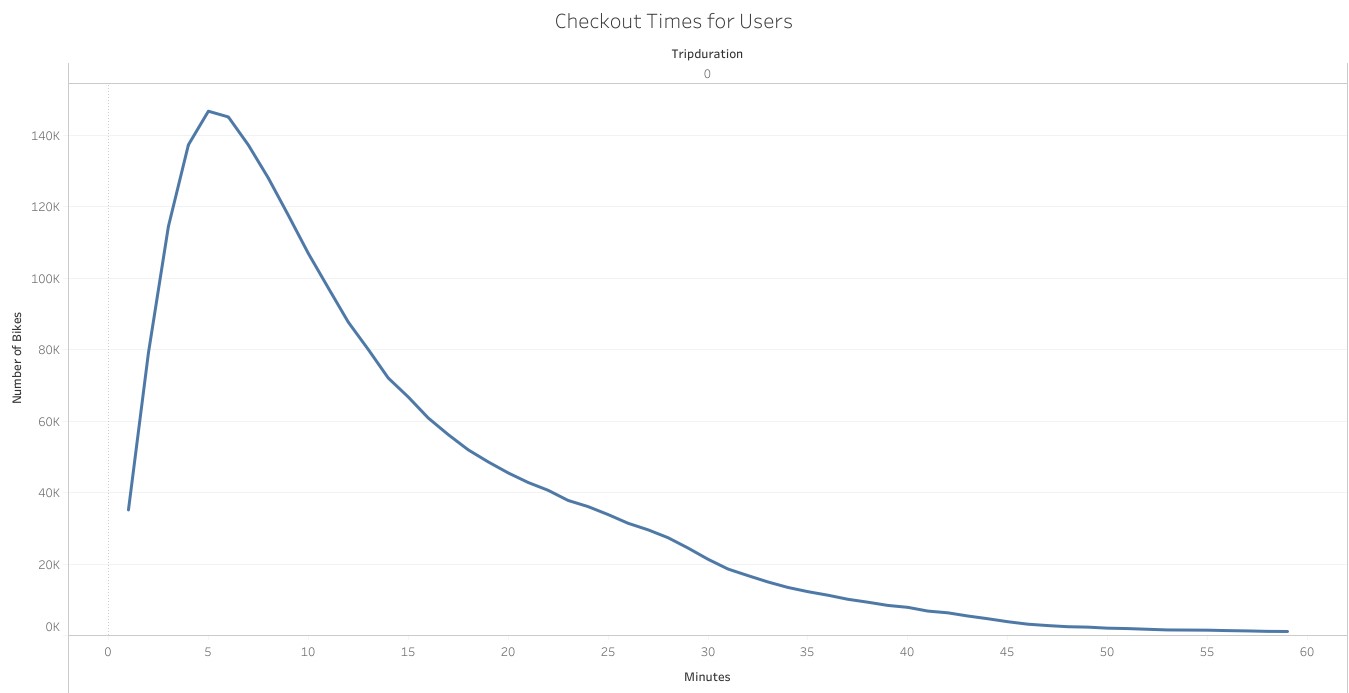 Checkout Times for Users
Tripduration
0
140K
120K
100K
80K
60K
40K
20K
0K
Number of Bikes
0 5 10 15 20 25 30 35 40 45 50 55 60
Minutes